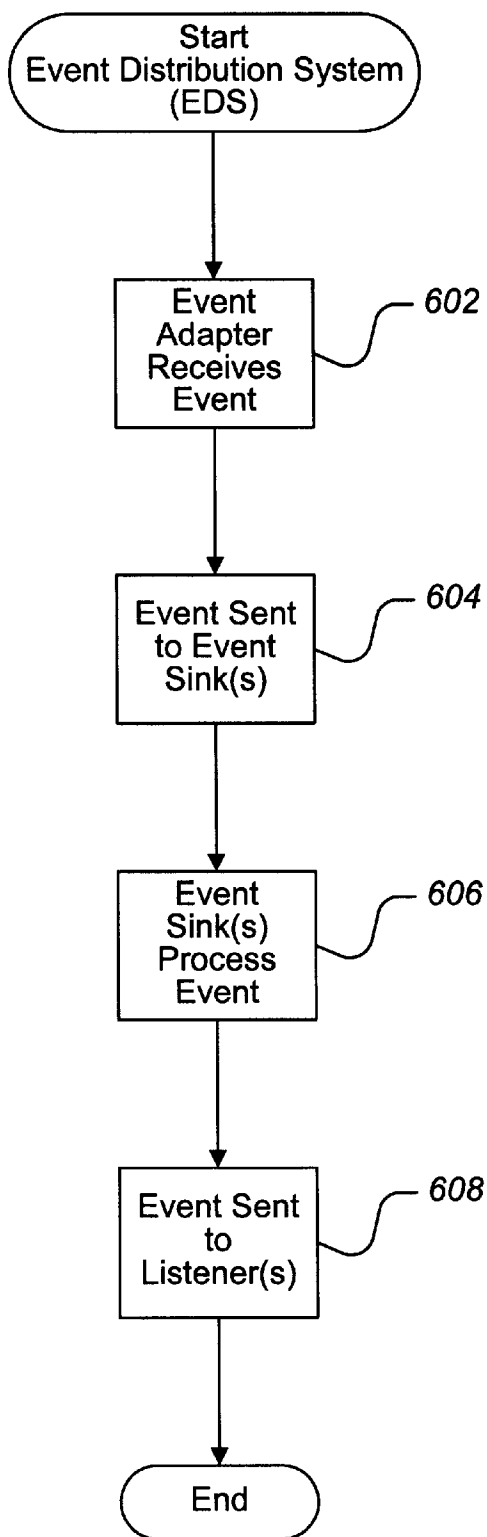 Start
Event Distribution System
(EDS)
Event
Adapter
Receives
Event
602
Event Sent
to Event
Sink(s)
604
Event
Sink(s)
Process
Event
606
Event Sent
to
Listener(s)
608
End